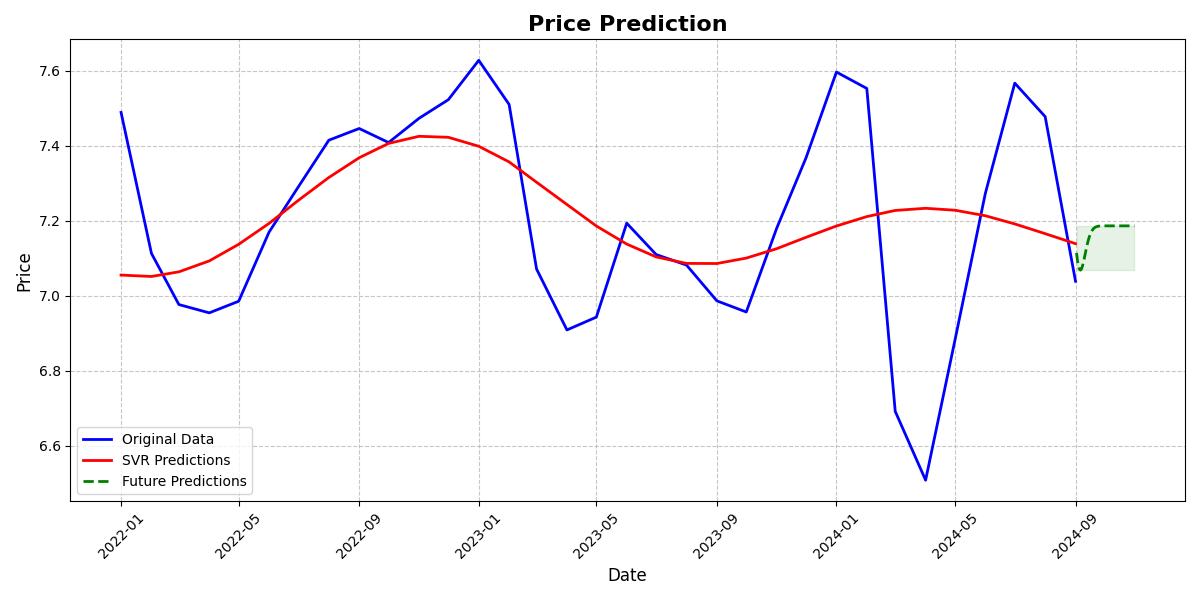 Price Prediction
Price
7.6
7.4
7.2
7.0
6.8
6.6
Original Data
SVR Predictions
Future Predictions
2022-01
2022-05
2022-09
2023-01
2023-05
2023-09
2024-01
2024-05
2024-09
Date